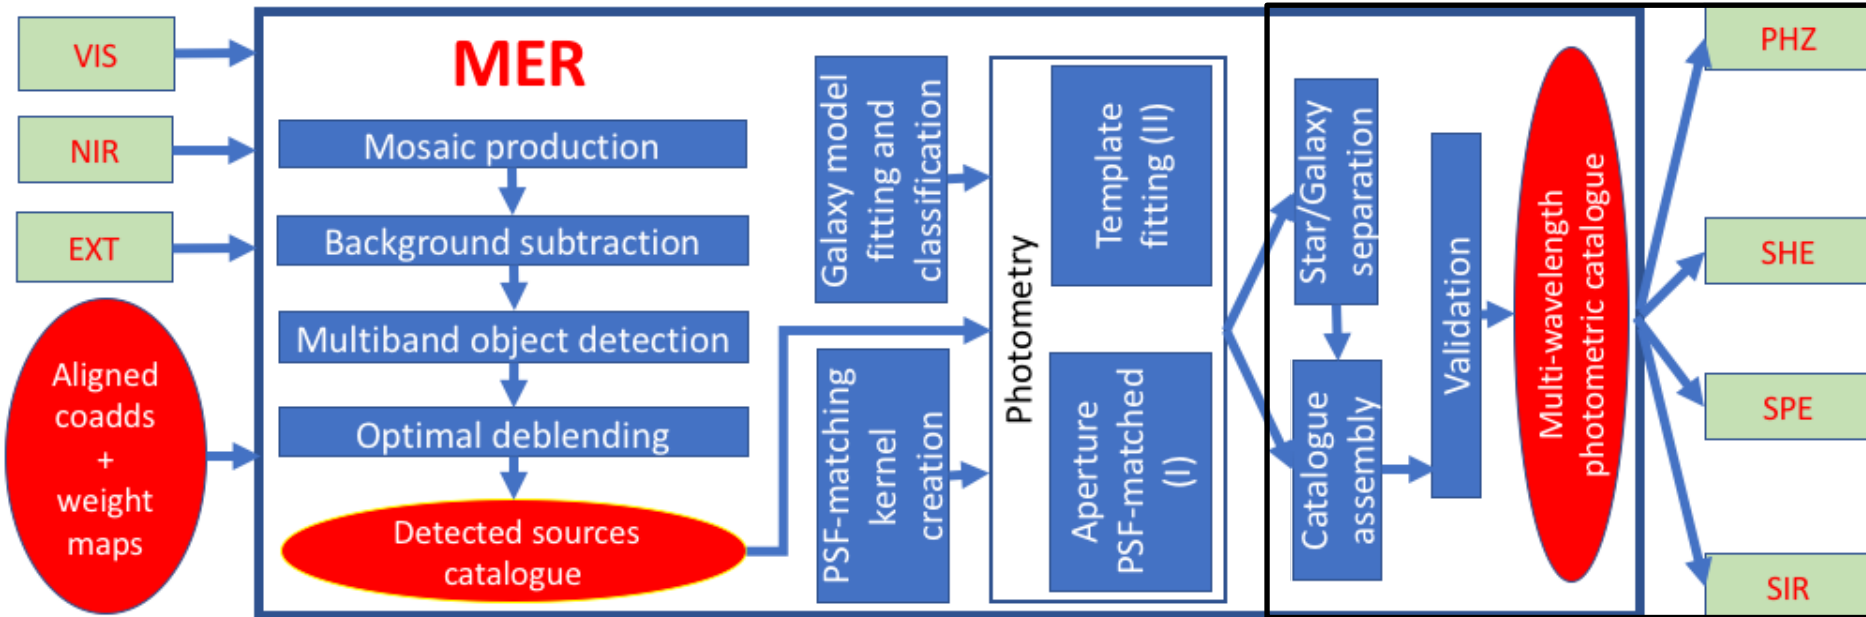 VIS
NIR
EXT
Aligned
coadds
+
weight
maps
MER
Mosaic production
Background subtraction
Multiband object detection
Optimal deblending
Detected sources
catalogue
Galaxy model
fitting and
classification
PSF-matching
kernel
creation
Photometry
Template
fitting (II)
Aperture
PSF-matched
(I)
Star/Galaxy
separation
Catalogue
assembly
Validation
Multi-wavelength
photometric catalogue
PHZ
SHE
SPE
SIR